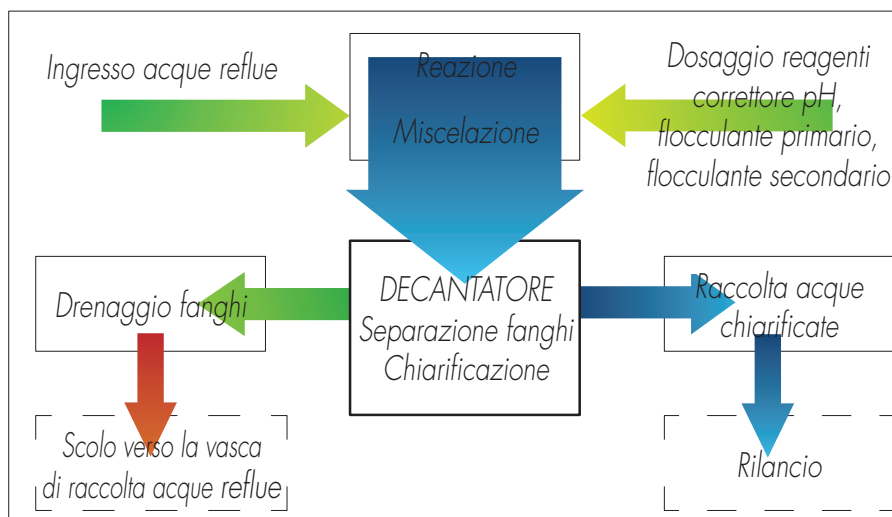 Ingresso acque reflue
Reazione
Miscelazione
Dosaggio reagenti
correttore pH,
flocculante primario,
flocculante secondario
Drenaggio fanghi
DECANTATORE
Separazione fanghi
Chiarificazione
Raccolta acque
chiarificate
Scolo verso la vasca
di raccolta acque reflue
Rilancio